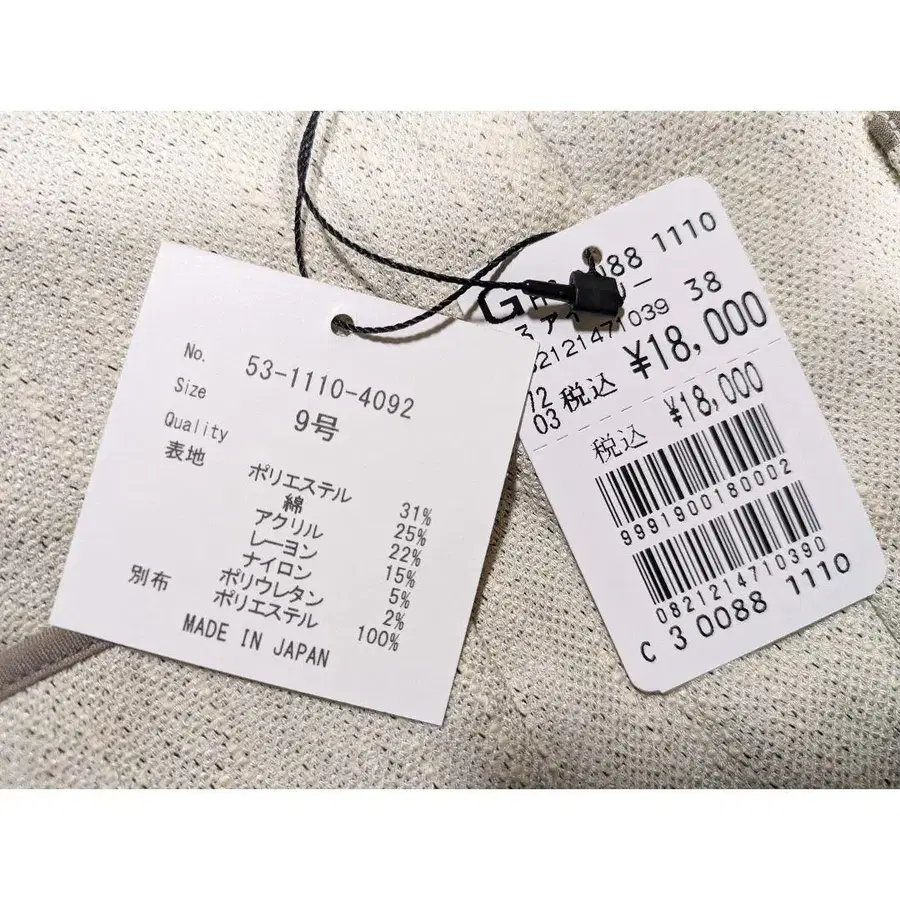 No. 53-1110-4092
Size 9号
Quality
表地
ポリエステル 31%
綿 25%
アクリル 22%
レーヨン 15%
ナイロン 5%
ポリウレタン 2%
別布 ポリエステル 100%
MADE IN JAPAN
088 1110
2121471039 38
12
03 税込 ¥18,000
税込 ¥18,000
9991900180002
0821214710390
C 3 0088 1110